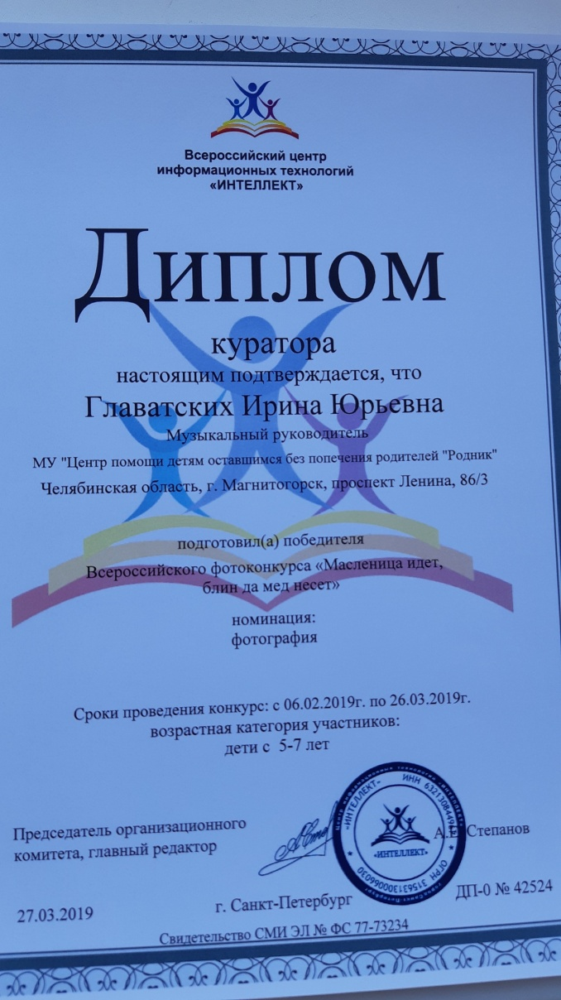 Всероссийский центр
информационных технологий
«ИНТЕЛЛЕКТ»
Диплом
куратора
настоящим подтверждается, что
Главатских Ирина Юрьевна
Музыкальный руководитель
МУ "Центр помощи детям оставшимся без попечения родителей "Родник"
Челябинская область, г. Магнитогорск, проспект Ленина, 86/3
подготовил(а) победителя
Всероссийского фотоконкурса «Масленица идет,
блин да мед несет»
номинация:
фотография
Сроки проведения конкурс: с 06.02.2019г. по 26.03.2019г.
возрастная категория участников:
дети с 5-7 лет
Председатель организационного
комитета, главный редактор
«ИНТЕЛЛЕКТ»
ИНН
«ИНТЕЛЛЕКТ»
ОГРН 315631300066030
Степанов
27.03.2019
г. Санкт-Петербург
ДП-0 № 42524
Свидетельство СМИ ЭЛ № ФС 77-73234